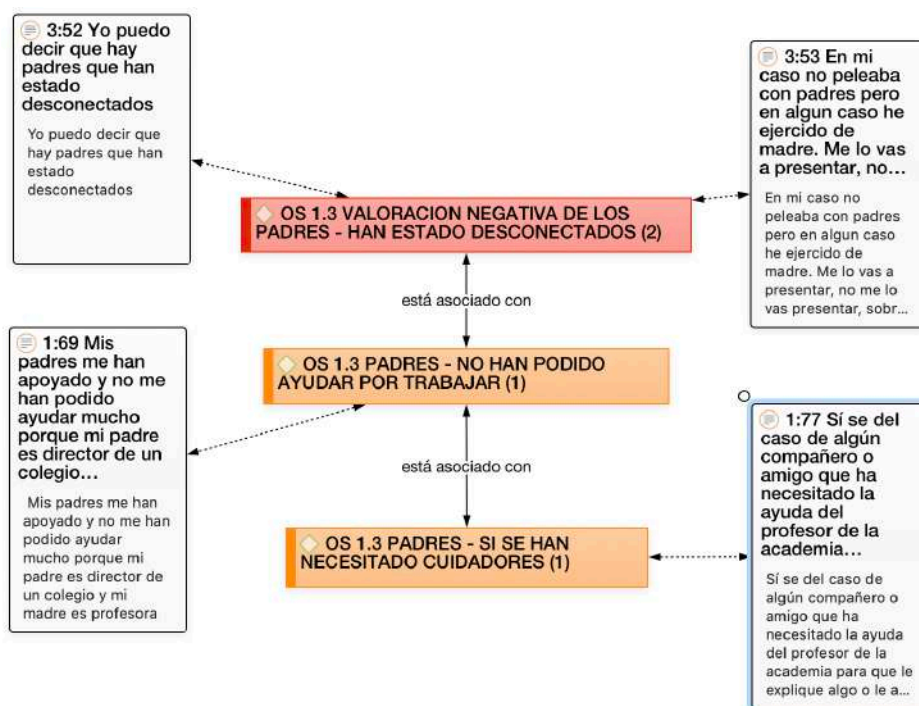 3:52 Yo puedo
decir que hay
padres que han
estado
desconectados
Yo puedo decir que
hay padres que han
estado
desconectados
3:53 En mi
caso no peleaba
con padres pero
en algun caso he
ejercido de
madre. Me lo vas
a presentar, no...
En mi caso no
peleaba con padres
pero en algun caso
he ejercido de
madre. Me lo vas a
presentar, no me lo
vas presentar, sobr...
OS 1.3 VALORACION NEGATIVA DE LOS
PADRES - HAN ESTADO DESCONECTADOS (2)
está asociado con
OS 1.3 PADRES - NO HAN PODIDO
AYUDAR POR TRABAJAR (1)
1:69 Mis
padres me han
apoyado y no me
han podido
ayudar mucho
porque mi padre
es director de un
colegio...
Mis padres me han
apoyado y no me han
podido ayudar
mucho porque mi
padre es director de
un colegio y mi
madre es profesora
está asociado con
OS 1.3 PADRES - SI SE HAN
NECESITADO CUIDADORES (1)
1:77 Sí se del
caso de algún
compañero o
amigo que ha
necesitado la
ayuda del
profesor de la
academia...
Sí se del caso de
algún compañero o
amigo que ha
necesitado la ayuda
del profesor de la
academia para que le
explique algo o le a...